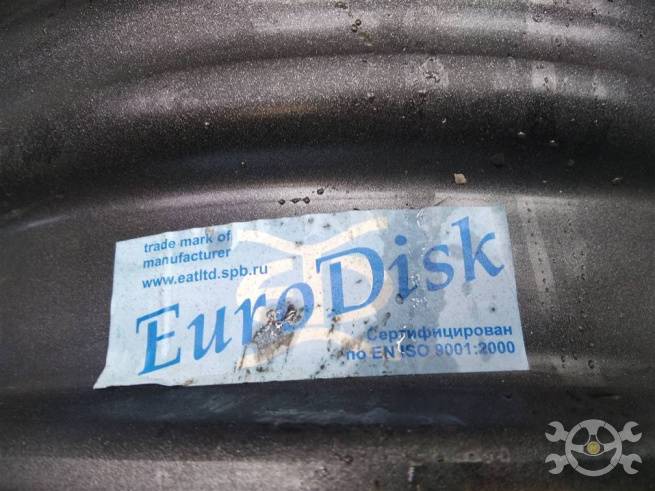 trade mark of
manufacturer
www.eatltd.spb.ru
EuroDisk
Сертифицирован
по EN ISO 9001:2000